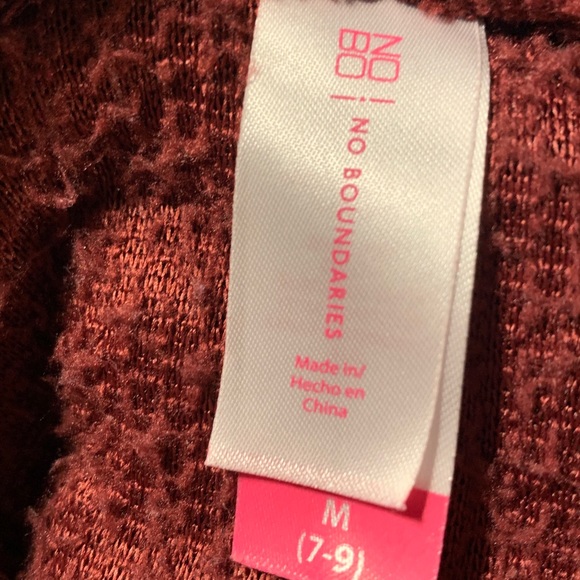 NO
BO
NO BOUNDARIES
Made in/
Hecho en
China
M
(7-9)